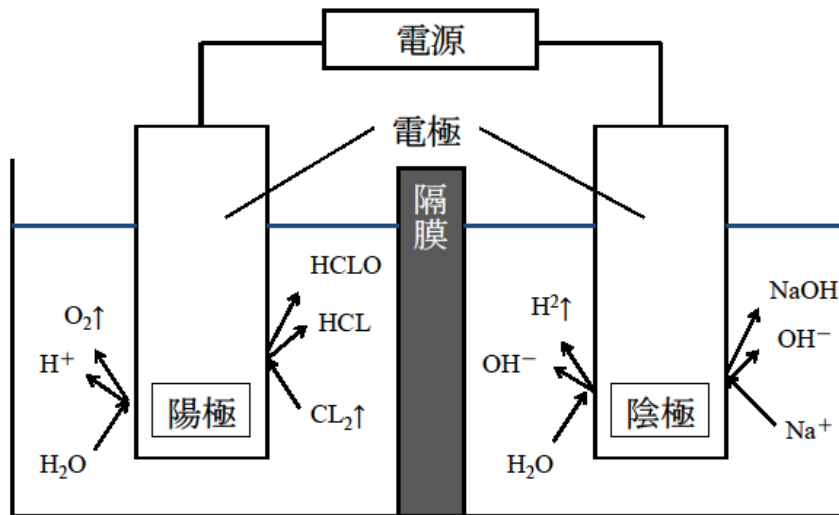 電源
電極
隔膜
HCLO
HCL
CL₂↑
O₂↑
H⁺
H₂O
陽極
H²↑
OH⁻
H₂O
陰極
NaOH
OH⁻
Na⁺